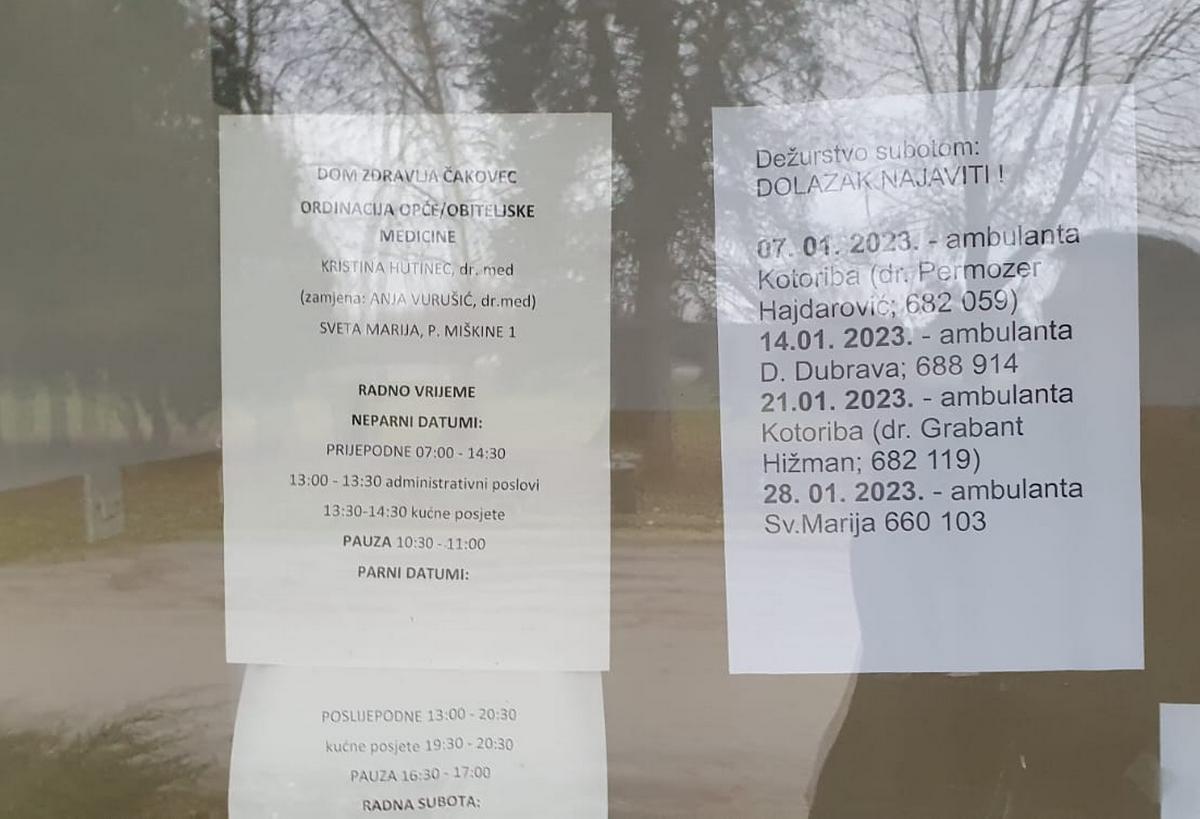 DOM ZDRAVLJA ČAKOVEC
ORDINACIJA OPĆE/OBITELJSKE
MEDICINE
KRISTINA HUTINEC, dr. med
(zamjena: ANJA VURUŠIĆ, dr.med)
SVETA MARIJA, P. MIŠKINE 1
RADNO VRIJEME
NEPARNI DATUMI:
PRIJEPODNE 07:00 - 14:30
13:00 - 13:30 administrativni poslovi
13:30-14:30 kućne posjete
PAUZA 10:30 - 11:00
PARNI DATUMI:
POSLIJEPODNE 13:00 - 20:30
kućne posjete 19:30 - 20:30
PAUZA 16:30 - 17:00
RADNA SUBOTA:
Dežurstvo subotom:
DOLAZAK NAJAVITI !
07. 01. 2023. - ambulanta
Kotoriba (dr. Permozer
Hajdarović; 682 059)
14.01. 2023. - ambulanta
D. Dubrava; 688 914
21.01. 2023. - ambulanta
Kotoriba (dr. Grabant
Hižman; 682 119)
28. 01. 2023. - ambulanta
Sv.Marija 660 103